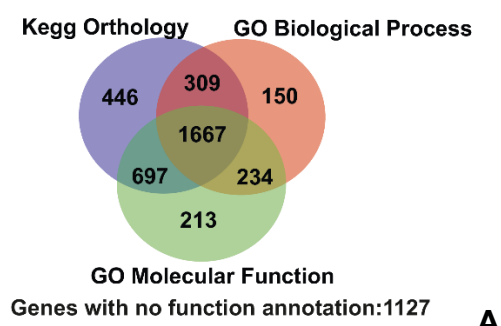 Kegg Orthology GO Biological Process
446 309 150
1667
697 234
213
GO Molecular Function
Genes with no function annotation:1127
A